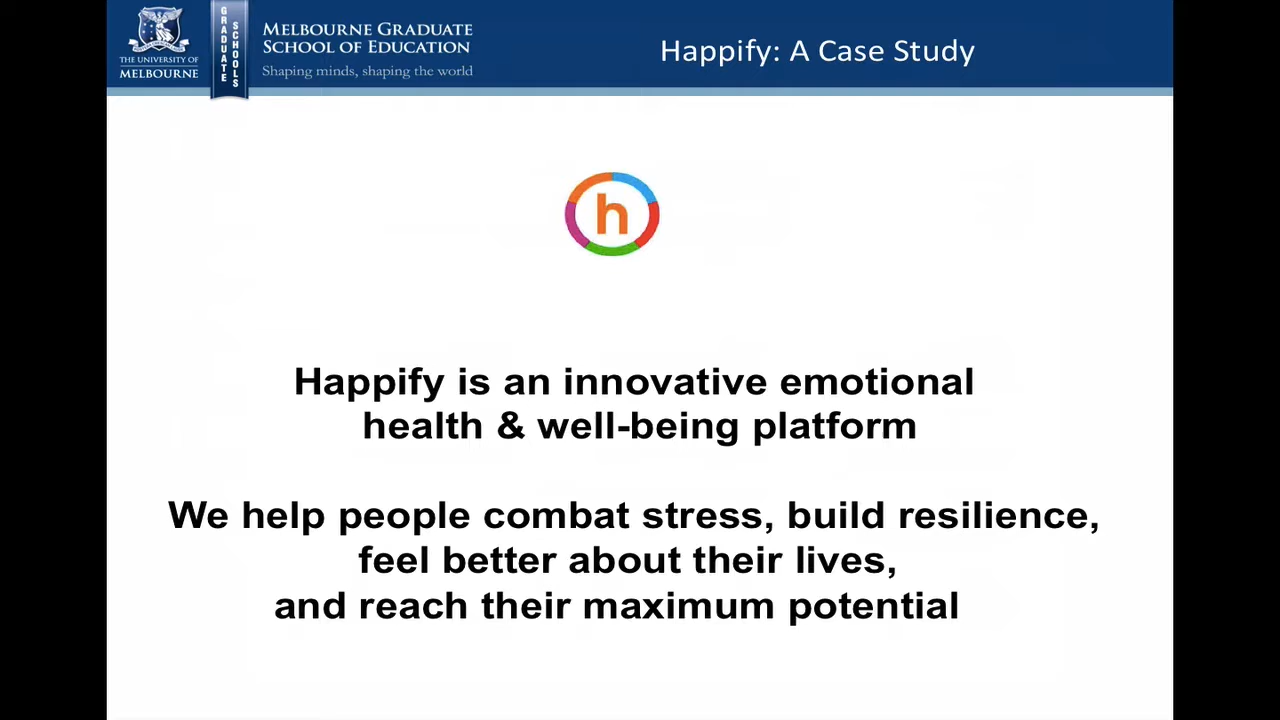 THE UNIVERSITY OF
MELBOURNE
GRADUATE
SCHOOLS
MELBOURNE GRADUATE
SCHOOL OF EDUCATION
Shaping minds, shaping the world
Happify: A Case Study
h
Happify is an innovative emotional
health & well-being platform
We help people combat stress, build resilience,
feel better about their lives,
and reach their maximum potential